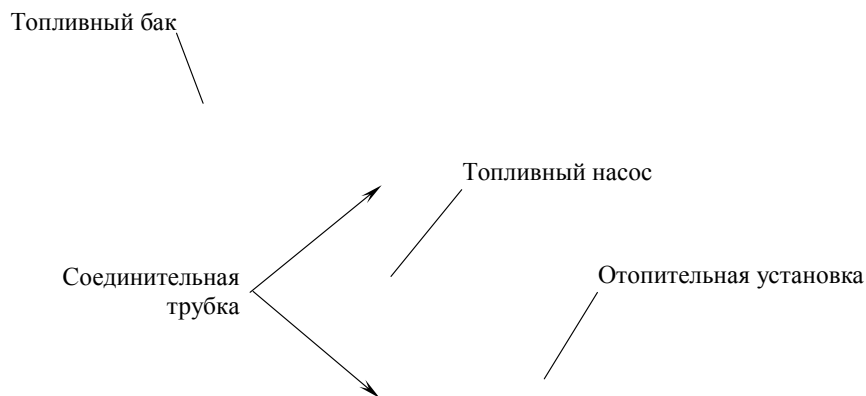 Топливный бак
Топливный насос
Соединительная
трубка
Отопительная установка